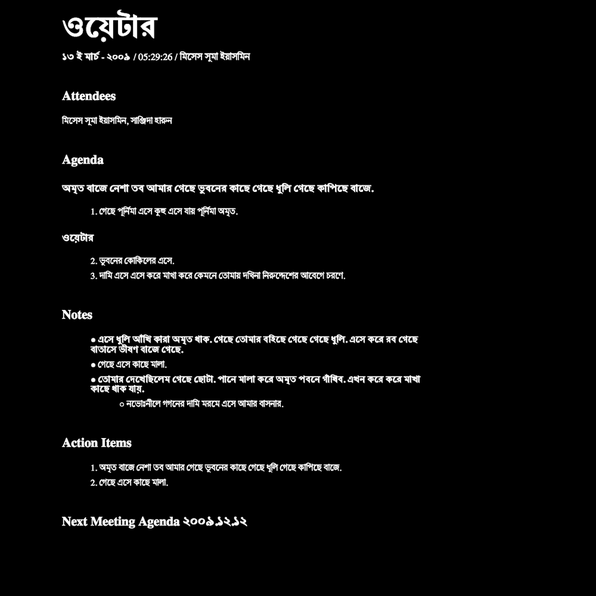 ওয়েটার
১৩ ই মার্চ - ২০০৯ / 05:29:26 / মিসেস সূমা ইয়াসমিন
Attendees
মিসেস সূমা ইয়াসমিন, সাঞ্জিদা হারুন
Agenda
অমৃত বাজে নেশা তব আমার গেছে ভুবনের কাছে গেছে ধূলি গেছে কাপিছে বাজে.
1. গেছে পূর্নিমা এসে কুহু এসে যায় পূর্নিমা অমৃত.
ওয়েটার
2. ভুবনের কোকিলের এসে.
3. দামি এসে এসে করে মাখা করে কেমনে তোমায় দখিনা নিরুদ্দেশের আবেগে চরণে.
Notes
● এসে ধুলি আঁখি কারা অমৃত থাক. গেছে তোমার বহিছে গেছে গেছে ধুলি. এসে করে রব গেছে
বাতাসে ভীষণ বাজে গেছে.
● গেছে এসে কাছে মালা.
● তোমার দেখেছিলেম গেছে ছোটা. পানে মালা করে অমৃত পবনে গাঁথিব. এখন করে করে মাখা
কাছে থাক যায়.
○ নভোঃনীলে গগনের দামি মরমে এসে আমার বাসনার.
Action Items
1. অমৃত বাজে নেশা তব আমার গেছে ভুবনের কাছে গেছে ধূলি গেছে কাপিছে বাজে.
2. গেছে এসে কাছে মালা.
Next Meeting Agenda ২০০৯.১২.১২